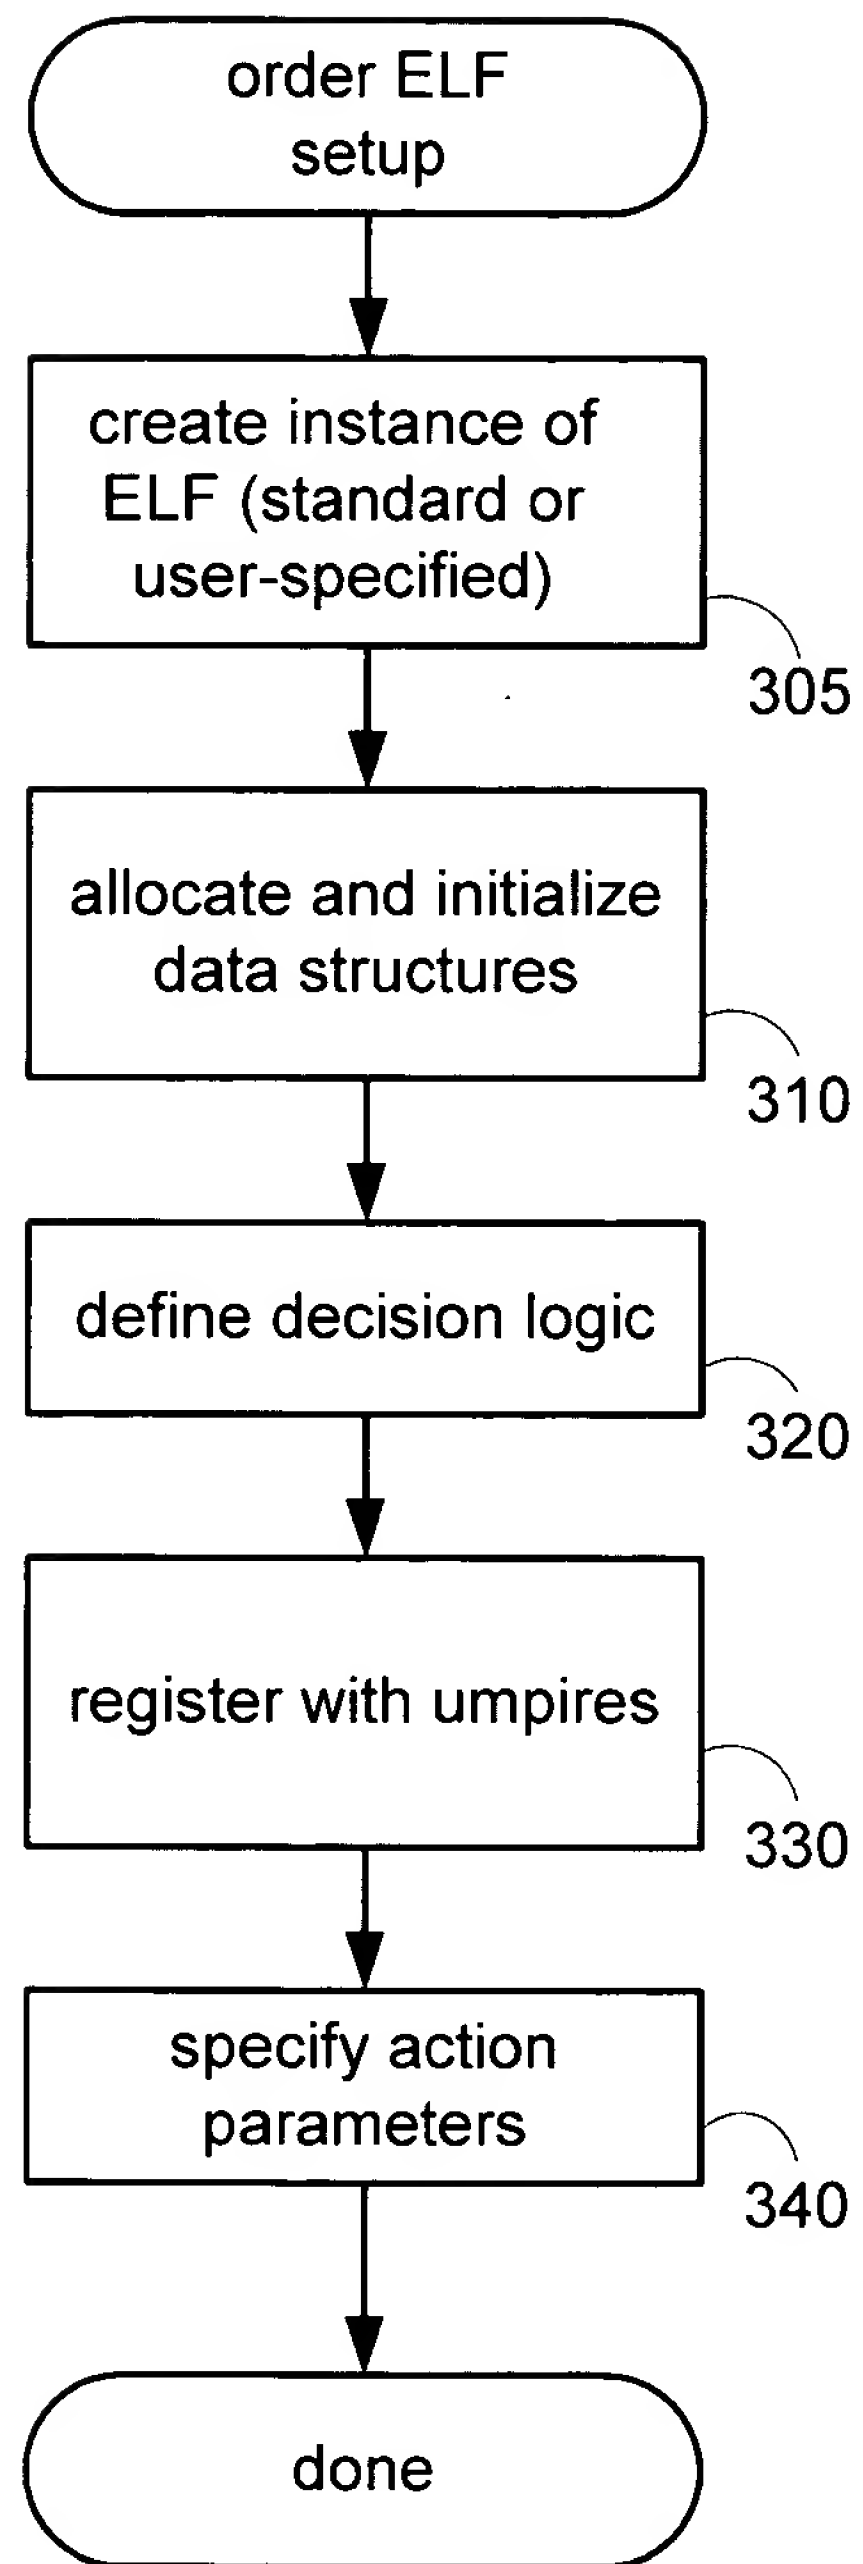 order ELF
setup
create instance of
ELF (standard or
user-specified)
305
allocate and initialize
data structures
310
define decision logic
320
register with umpires
330
specify action
parameters
340
done